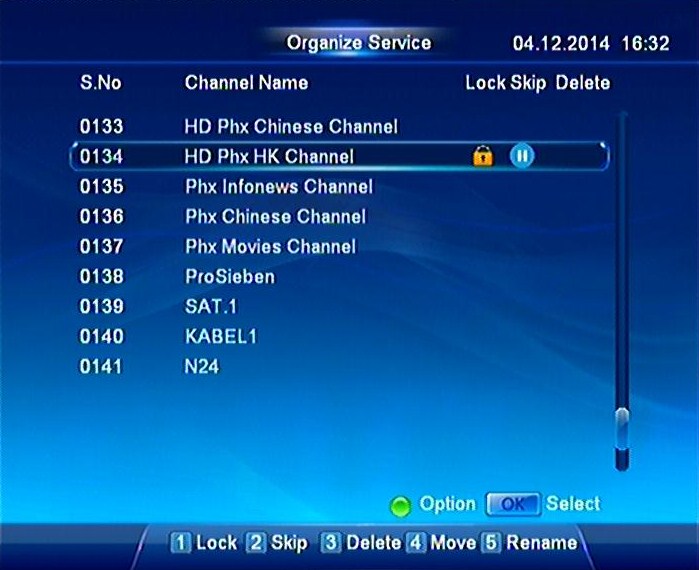 Organize Service 04.12.2014 16:32
S.No Channel Name Lock Skip Delete
0133 HD Phx Chinese Channel
0134 HD Phx HK Channel
0135 Phx Infonews Channel
0136 Phx Chinese Channel
0137 Phx Movies Channel
0138 ProSieben
0139 SAT.1
0140 KABEL1
0141 N24
Option OK Select
1 Lock 2 Skip 3 Delete 4 Move 5 Rename